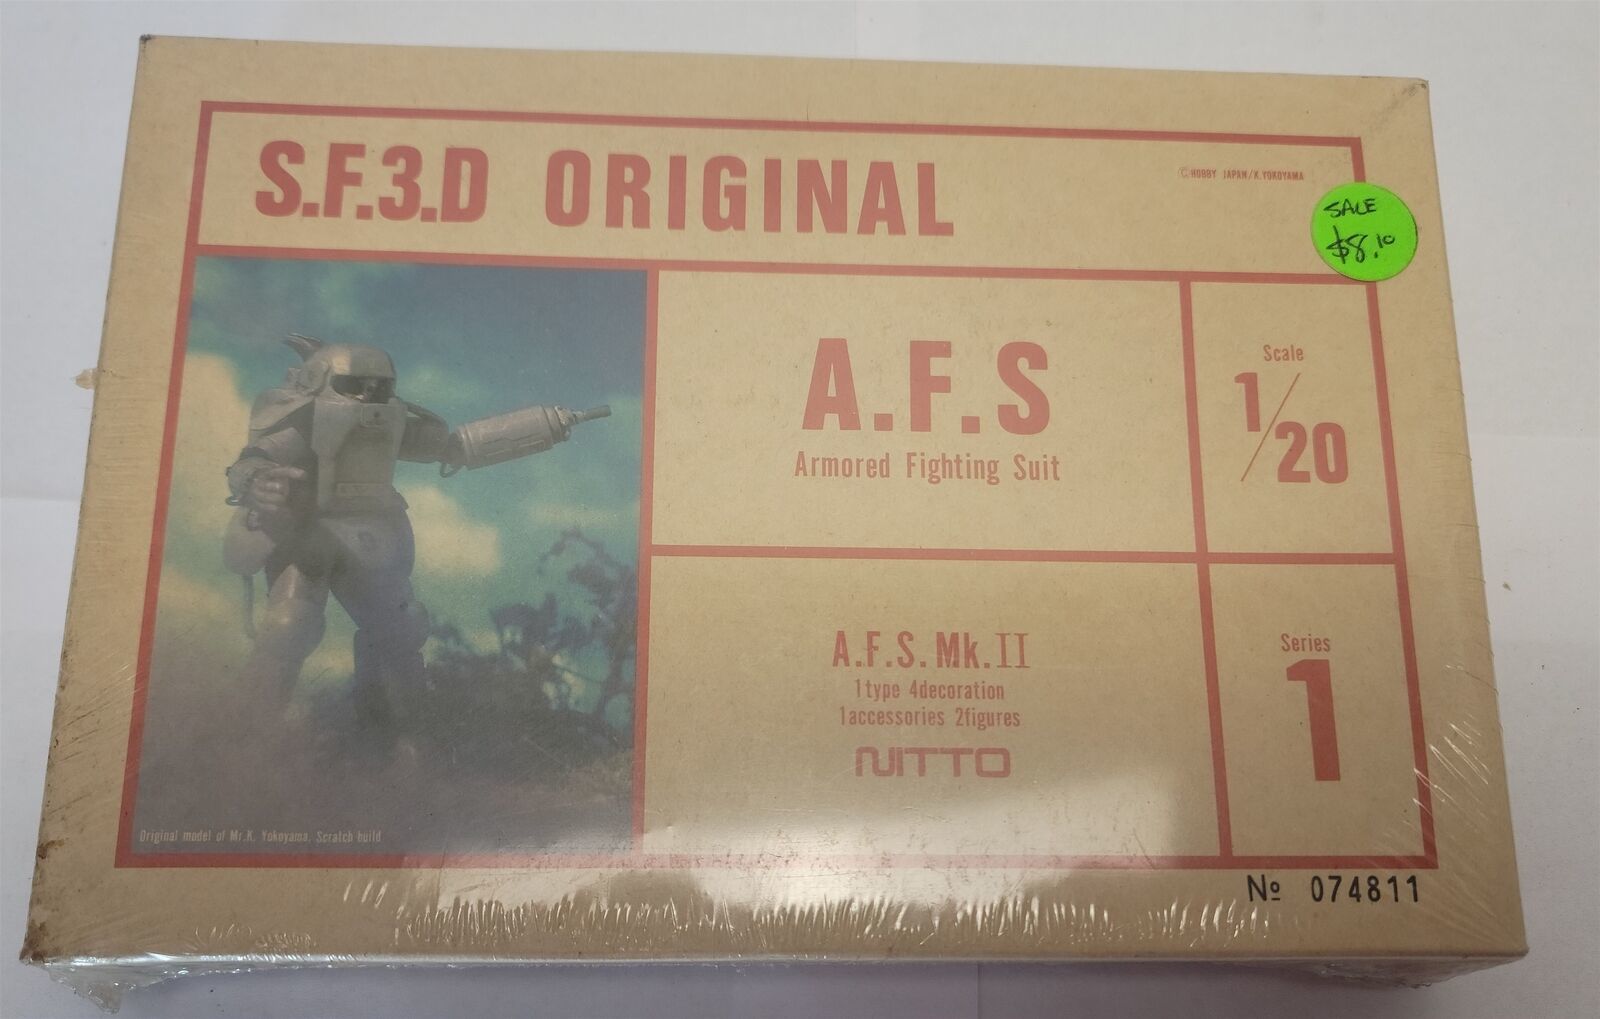 S.F.3.D ORIGINAL
©HOBBY JAPAN/K.YOKOYAMA
SALE
$8.10
A.F.S
Armored Fighting Suit
Scale
1/20
A.F.S.Mk.II
1type 4decoration
1accessories 2figures
NITTO
Series
1
Original model of Mr.K. Yokoyama, Scratch build
№ 074811